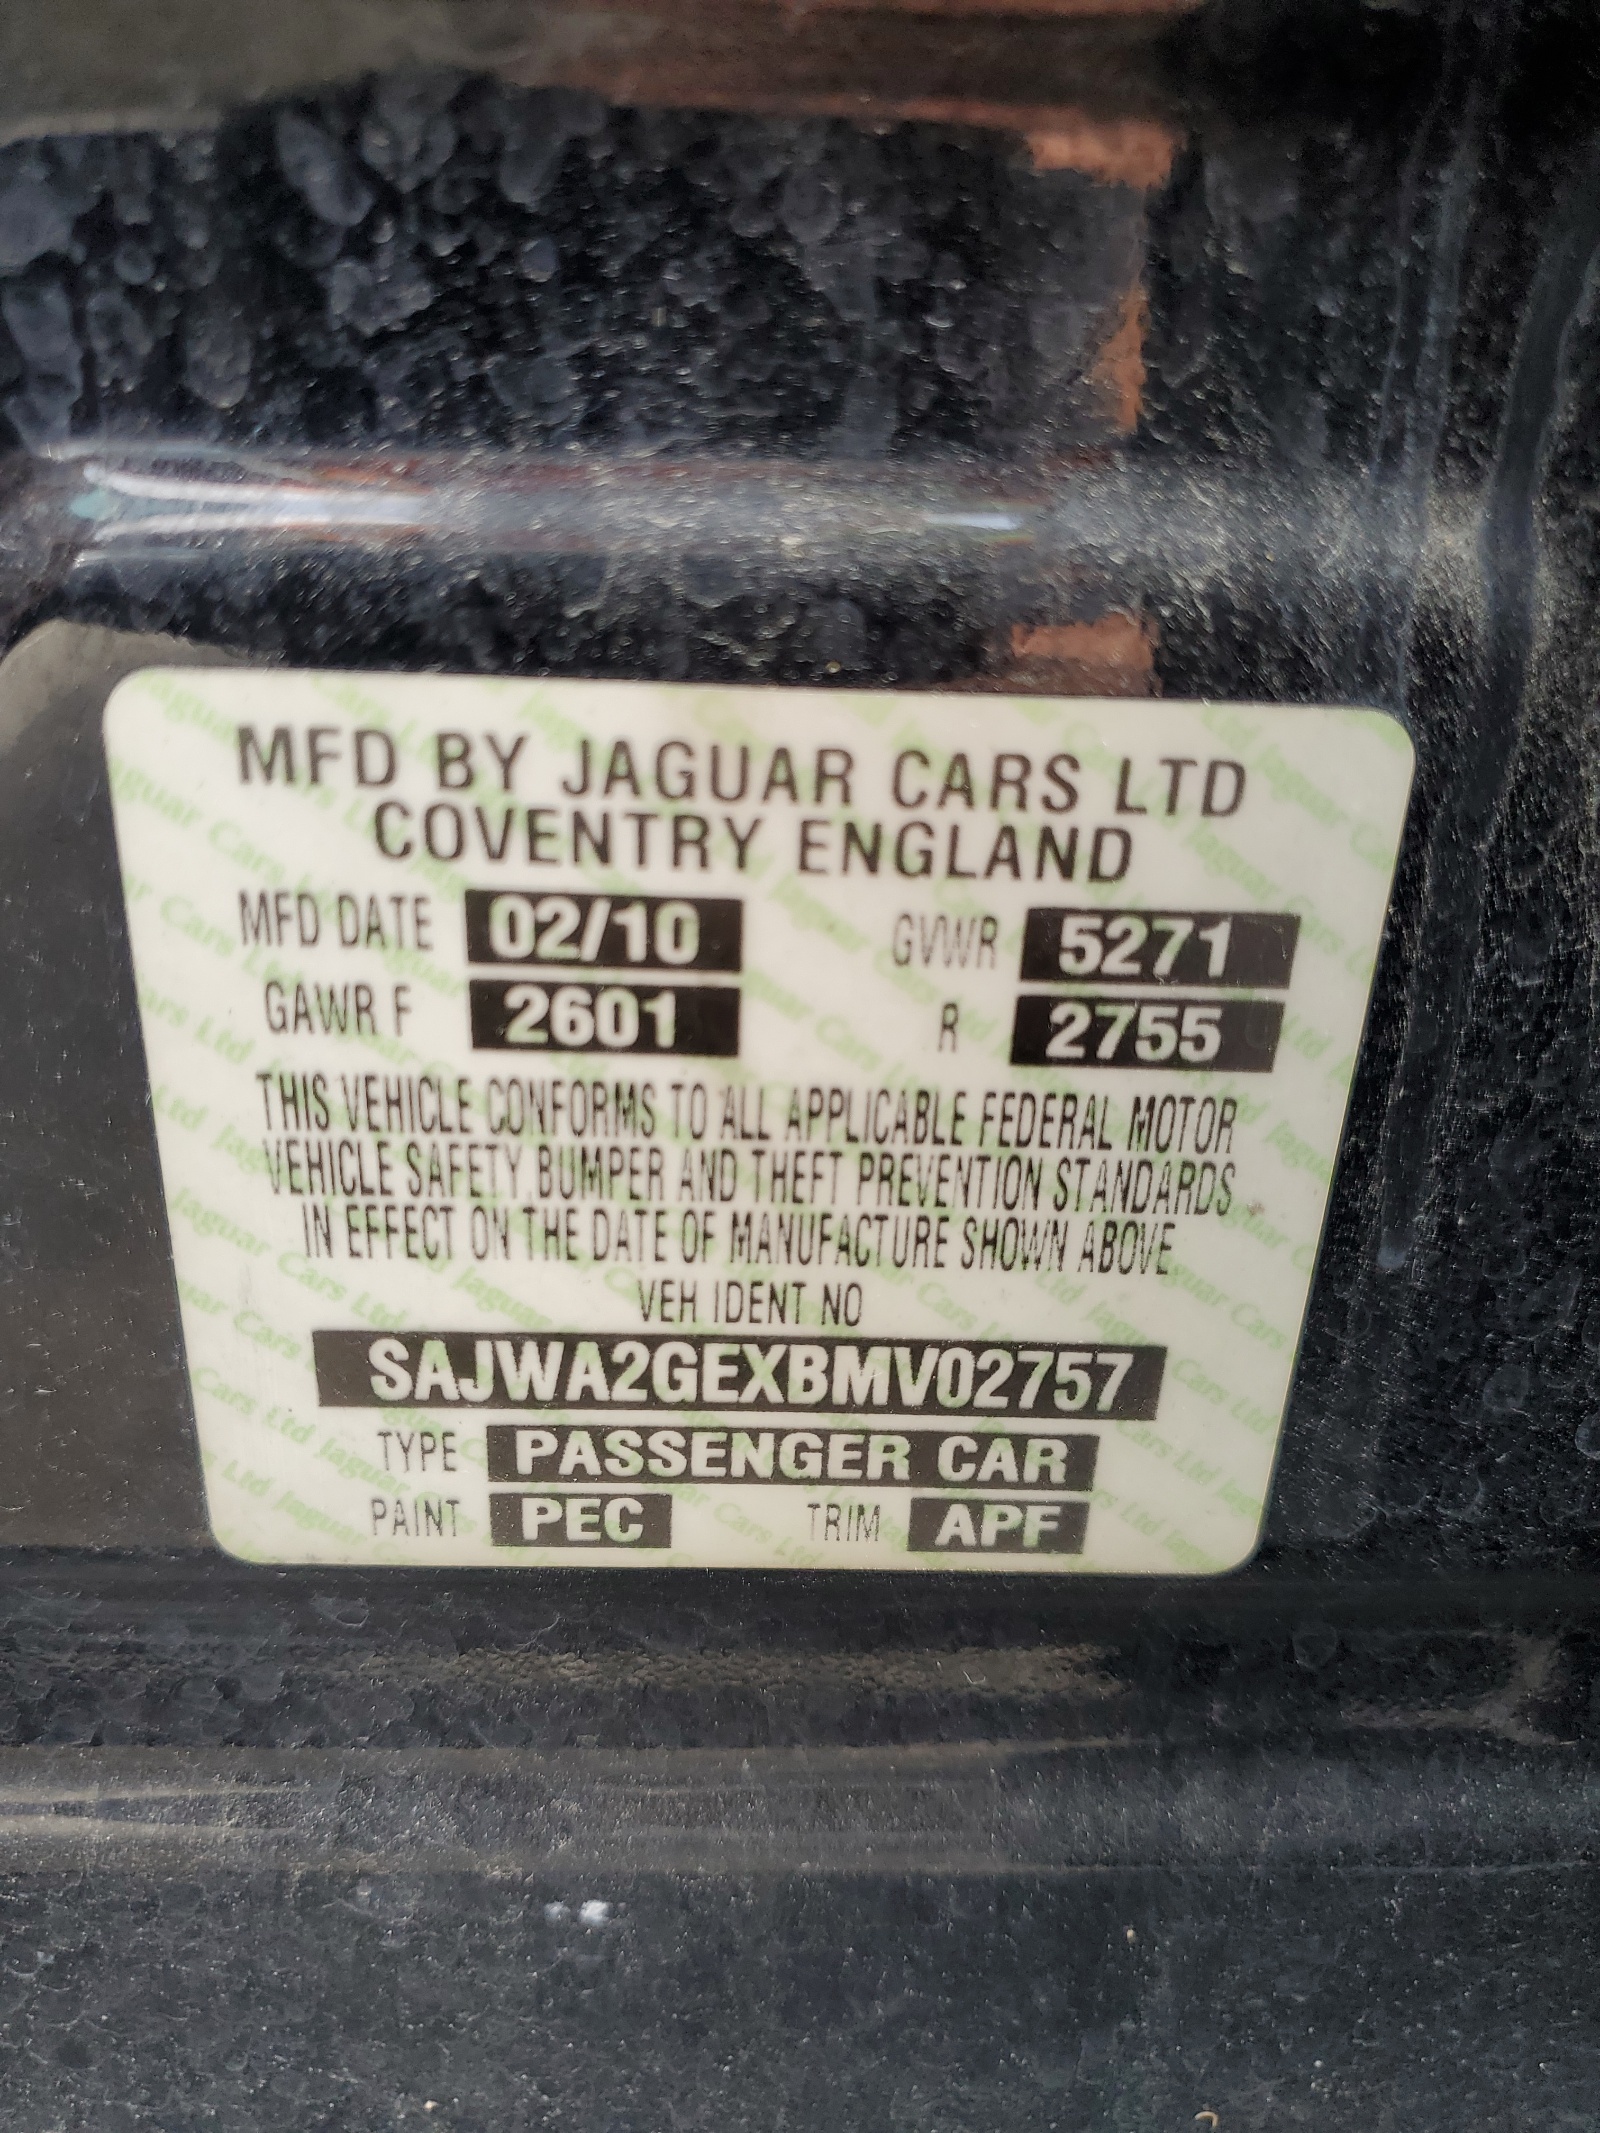 MFD BY JAGUAR CARS LTD
COVENTRY ENGLAND
MFD DATE 02/10 GVWR 5271
GAWR F 2601 R 2755
THIS VEHICLE CONFORMS TO ALL APPLICABLE FEDERAL MOTOR
VEHICLE SAFETY, BUMPER AND THEFT PREVENTION STANDARDS
IN EFFECT ON THE DATE OF MANUFACTURE SHOWN ABOVE
VEH IDENT NO
SAJWA2GEXBMV02757
TYPE PASSENGER CAR
PAINT PEC TRIM APF